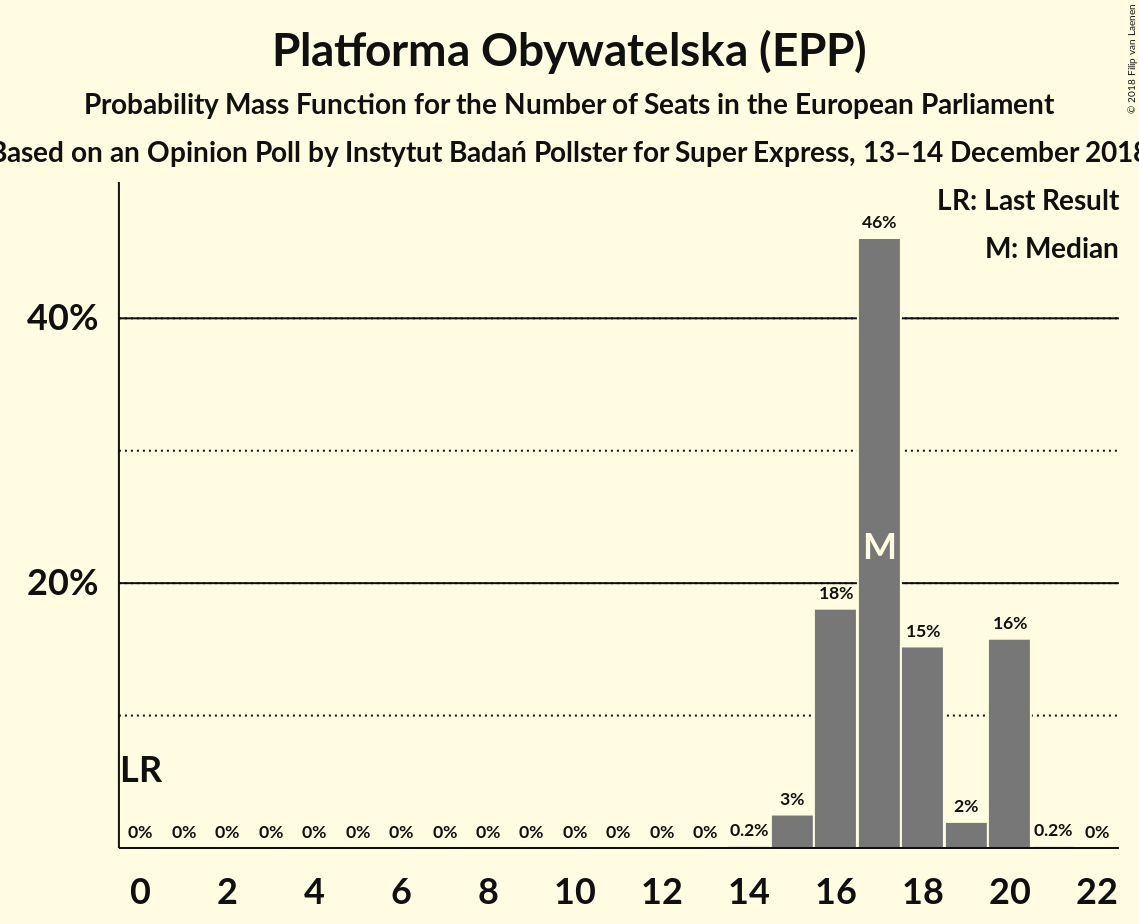 Platforma Obywatelska (EPP)
Probability Mass Function for the Number of Seats in the European Parliament
Based on an Opinion Poll by Instytut Badań Pollster for Super Express, 13–14 December 2018
© 2018 Filip van Laenen
LR: Last Result
M: Median
46%
40%
M
20%
18%
16%
15%
LR
3%
2%
0% 0% 0% 0% 0% 0% 0% 0% 0% 0% 0% 0% 0% 0% 0.2% 0.2% 0%
0 2 4 6 8 10 12 14 16 18 20 22